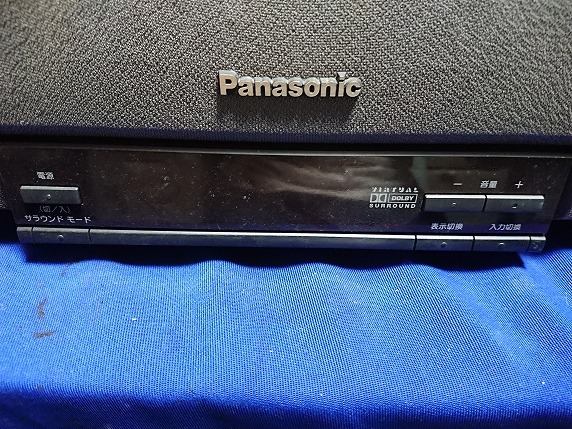 Panasonic
電源
(切/入)
サラウンド モード
VIRTUAL
DOLBY
SURROUND
− 音量 +
表示切換
入力切換